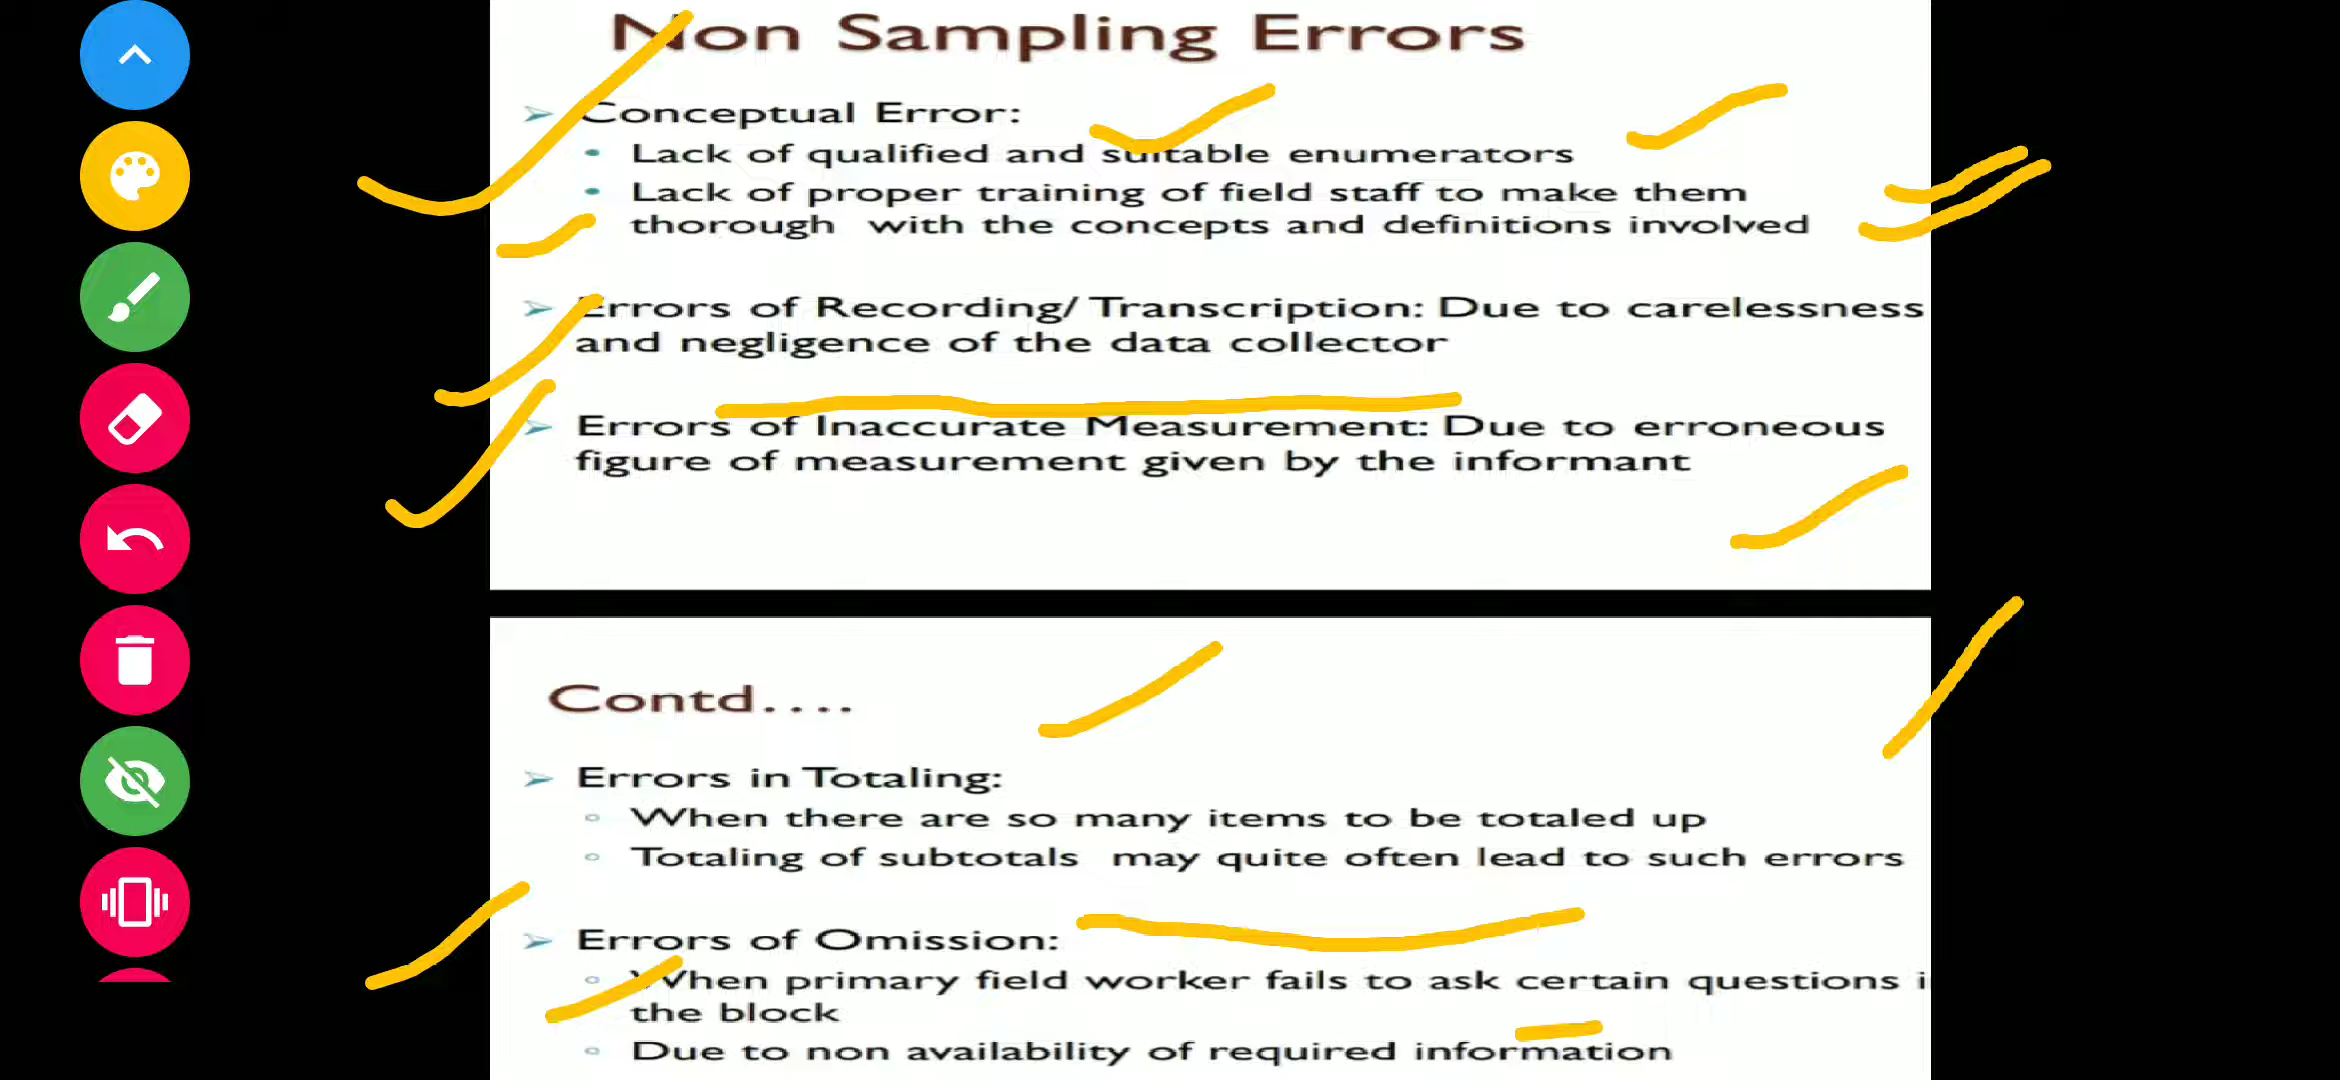 Non Sampling Errors
Conceptual Error:
Lack of qualified and suitable enumerators
Lack of proper training of field staff to make them
thorough with the concepts and definitions involved
Errors of Recording/ Transcription: Due to carelessness
and negligence of the data collector
Errors of Inaccurate Measurement: Due to erroneous
figure of measurement given by the informant
Contd....
Errors in Totaling:
When there are so many items to be totaled up
Totaling of subtotals may quite often lead to such errors
Errors of Omission:
When primary field worker fails to ask certain questions
the block
Due to non availability of required information